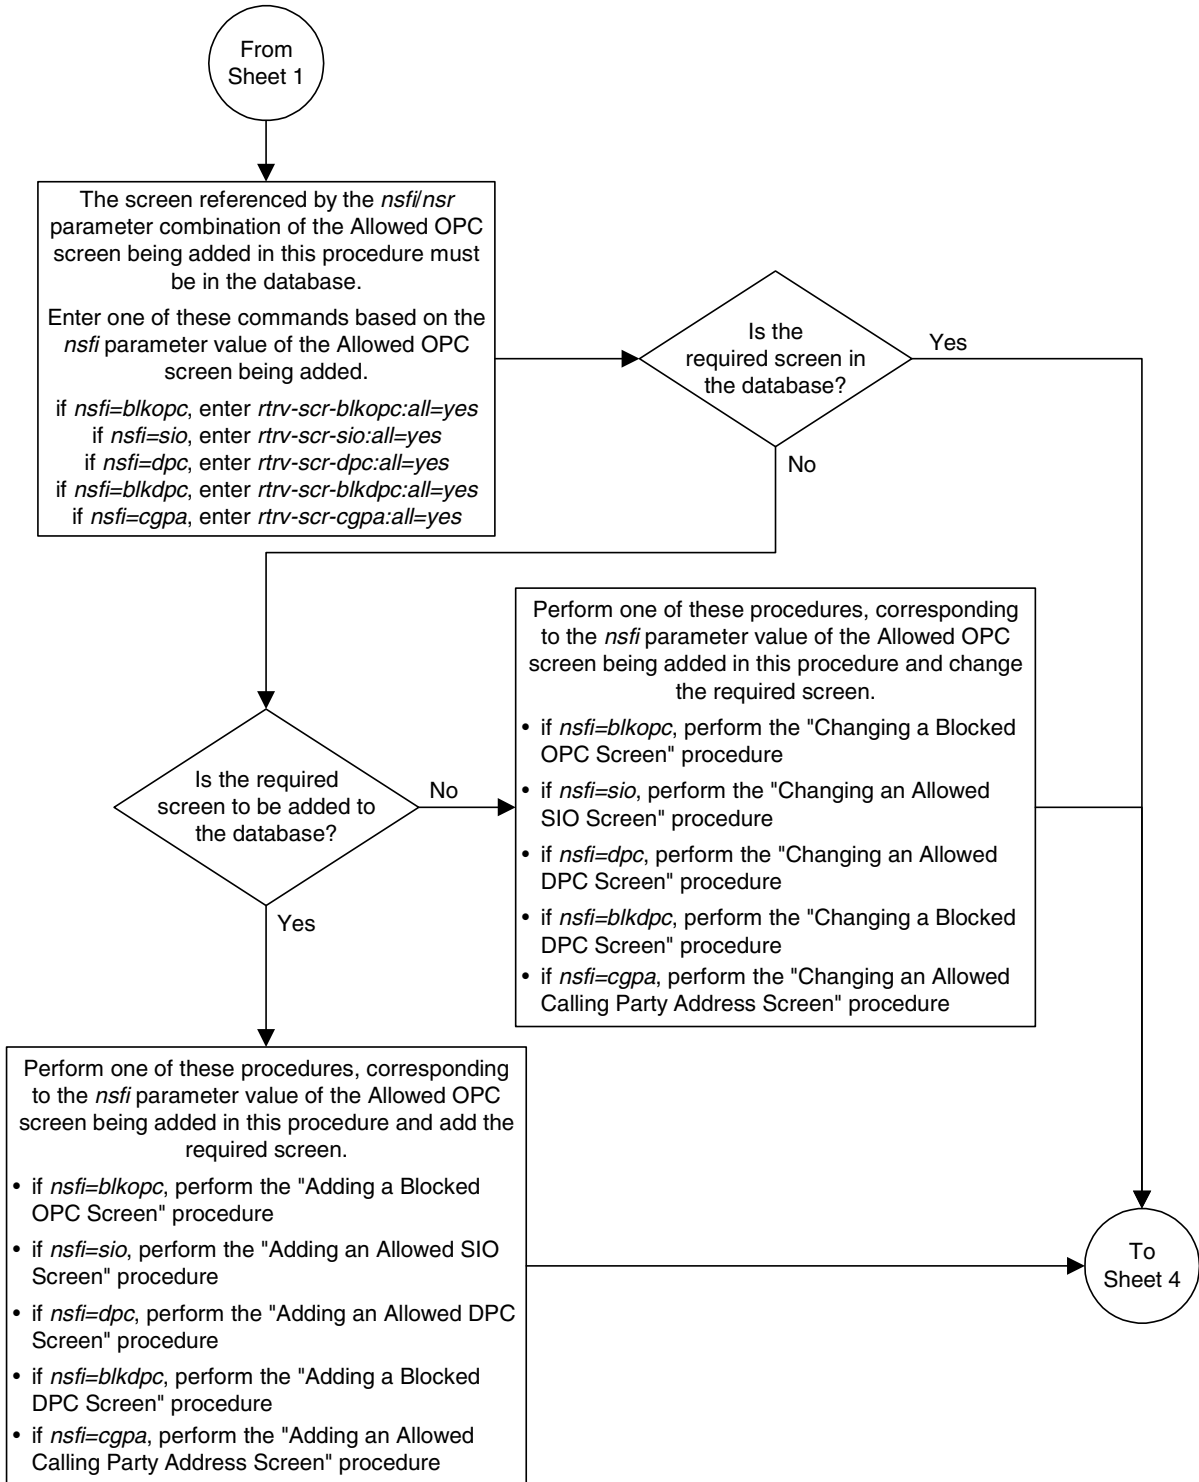 From
Sheet 1
The screen referenced by the nsfi/nsr
parameter combination of the Allowed OPC
screen being added in this procedure must
be in the database.
Enter one of these commands based on the
nsfi parameter value of the Allowed OPC
screen being added.
if nsfi=blkopc, enter rtrv-scr-blkopc:all=yes
if nsfi=sio, enter rtrv-scr-sio:all=yes
if nsfi=dpc, enter rtrv-scr-dpc:all=yes
if nsfi=blkdpc, enter rtrv-scr-blkdpc:all=yes
if nsfi=cgpa, enter rtrv-scr-cgpa:all=yes
Is the
required screen in
the database?
Yes
No
Is the required
screen to be added to
the database?
No
Yes
Perform one of these procedures, corresponding
to the nsfi parameter value of the Allowed OPC
screen being added in this procedure and change
the required screen.
• if nsfi=blkopc, perform the "Changing a Blocked
OPC Screen" procedure
• if nsfi=sio, perform the "Changing an Allowed
SIO Screen" procedure
• if nsfi=dpc, perform the "Changing an Allowed
DPC Screen" procedure
• if nsfi=blkdpc, perform the "Changing a Blocked
DPC Screen" procedure
• if nsfi=cgpa, perform the "Changing an Allowed
Calling Party Address Screen" procedure
Perform one of these procedures, corresponding
to the nsfi parameter value of the Allowed OPC
screen being added in this procedure and add the
required screen.
• if nsfi=blkopc, perform the "Adding a Blocked
OPC Screen" procedure
• if nsfi=sio, perform the "Adding an Allowed SIO
Screen" procedure
• if nsfi=dpc, perform the "Adding an Allowed DPC
Screen" procedure
• if nsfi=blkdpc, perform the "Adding a Blocked
DPC Screen" procedure
• if nsfi=cgpa, perform the "Adding an Allowed
Calling Party Address Screen" procedure
To
Sheet 4